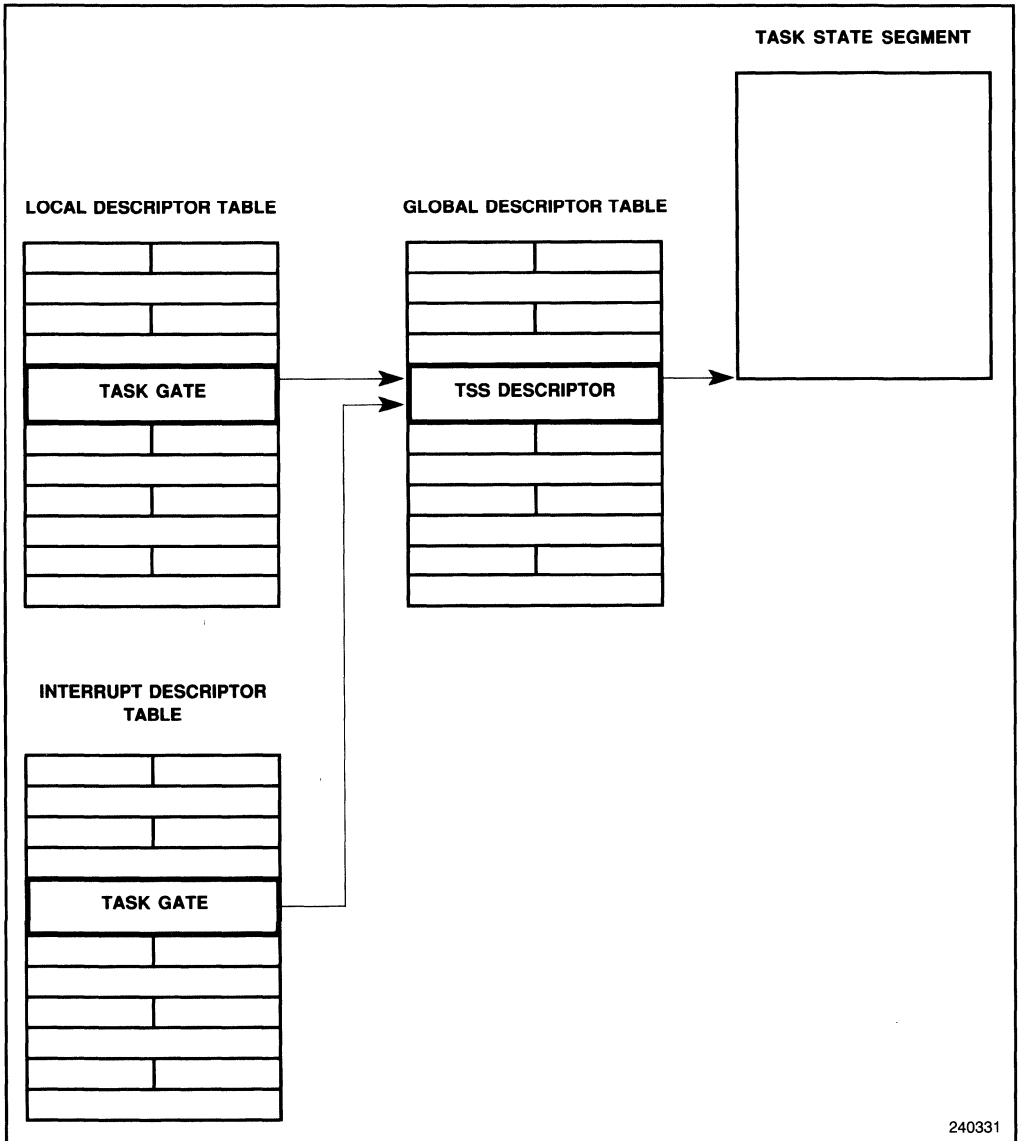 TASK STATE SEGMENT
LOCAL DESCRIPTOR TABLE
GLOBAL DESCRIPTOR TABLE
TASK GATE
TSS DESCRIPTOR
INTERRUPT DESCRIPTOR
TABLE
TASK GATE
240331